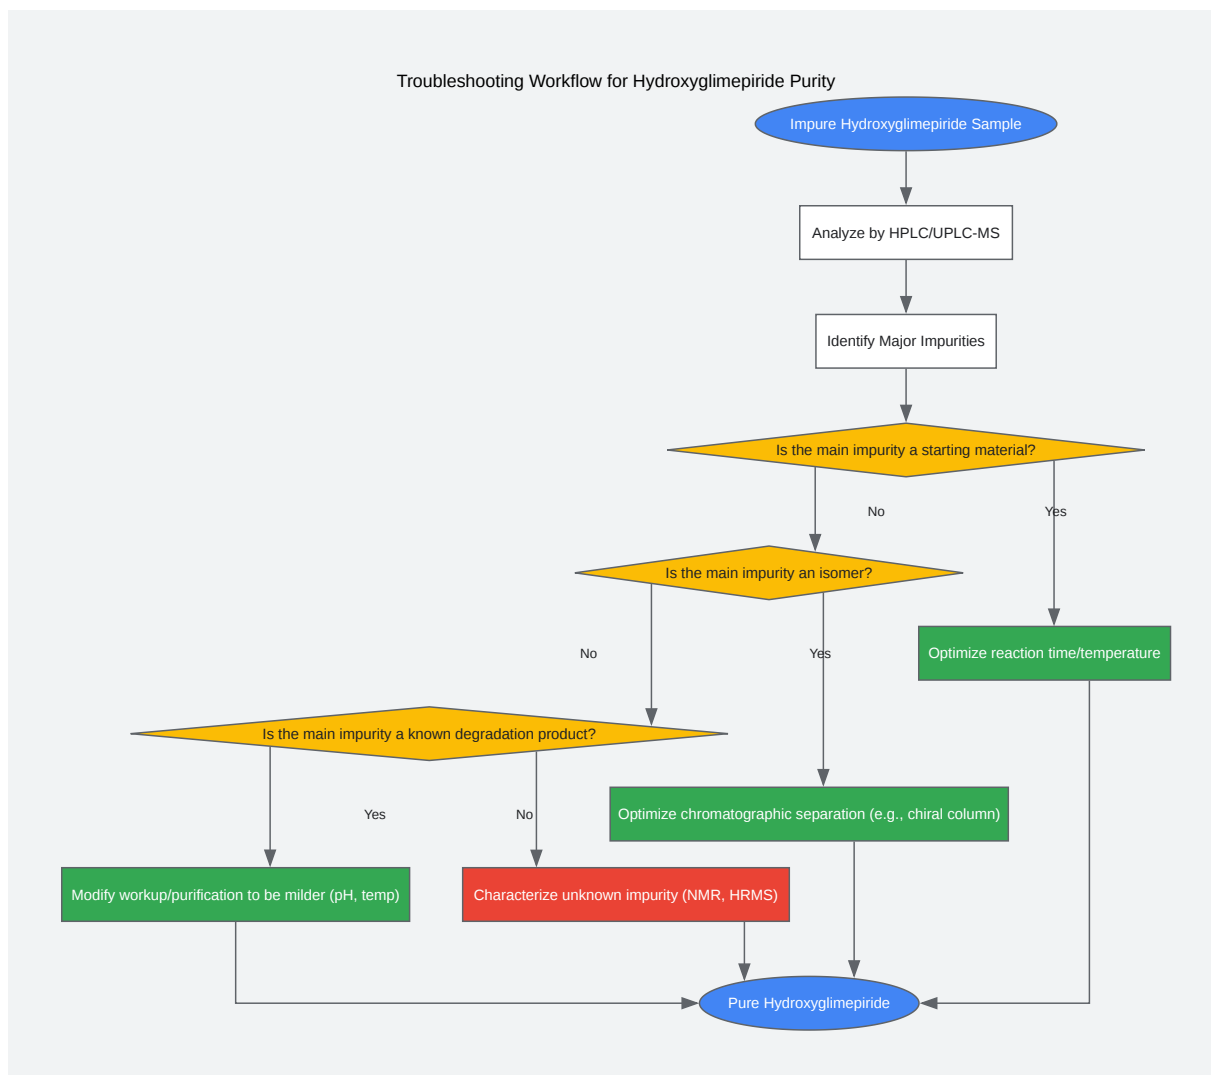 Troubleshooting Workflow for Hydroxyglimepiride Purity
Impure Hydroxyglimepiride Sample
Analyze by HPLC/UPLC-MS
Identify Major Impurities
Is the main impurity a starting material?
No
Yes
Is the main impurity an isomer?
No
Yes
Optimize reaction time/temperature
Is the main impurity a known degradation product?
Yes
No
Optimize chromatographic separation (e.g., chiral column)
Modify workup/purification to be milder (pH, temp)
Characterize unknown impurity (NMR, HRMS)
Pure Hydroxyglimepiride